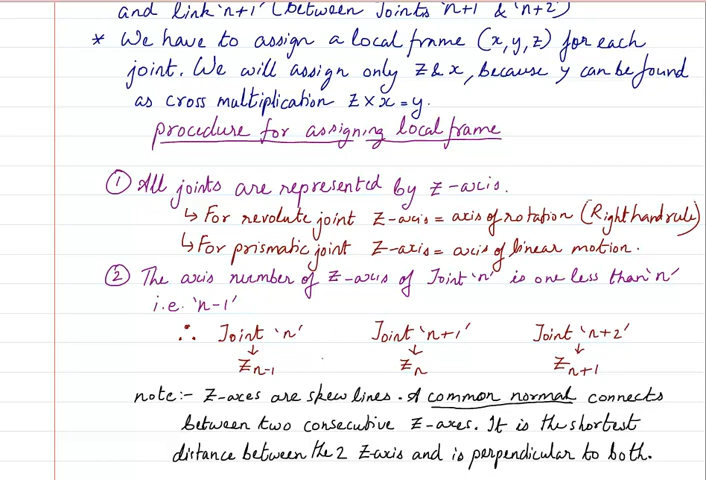 and link 'n+1' (between Joints 'n+1 & 'n+2')
* We have to assign a local frame (x, y, z) for each
joint. We will assign only z & x, because y can be found
as cross multiplication z × x = y.
procedure for assigning local frame
① All joints are represented by z-axis.
↳ For revolute joint z-axis = axis of rotation (Right hand rule)
↳ For prismatic joint z-axis = axis of linear motion.
② The axis number of z-axis of Joint 'n' is one less than 'n'
i.e. 'n-1'
∴ Joint 'n' Joint 'n+1' Joint 'n+2'
↓ ↓ ↓
Zn-1 Zn Zn+1
note:- z-axes are skew lines. A common normal connects
between two consecutive z-axes. It is the shortest
distance between the 2 z-axis and is perpendicular to both.